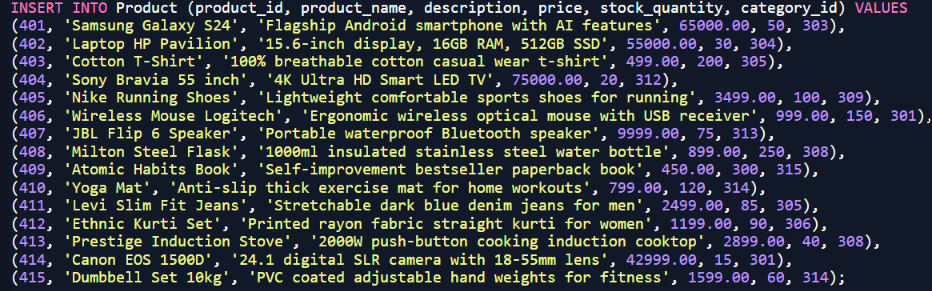 INSERT INTO Product (product_id, product_name, description, price, stock_quantity, category_id) VALUES
(401, 'Samsung Galaxy S24', 'Flagship Android smartphone with AI features', 65000.00, 50, 303),
(402, 'Laptop HP Pavilion', '15.6-inch display, 16GB RAM, 512GB SSD', 55000.00, 30, 304),
(403, 'Cotton T-Shirt', '100% breathable cotton casual wear t-shirt', 499.00, 200, 305),
(404, 'Sony Bravia 55 inch', '4K Ultra HD Smart LED TV', 75000.00, 20, 312),
(405, 'Nike Running Shoes', 'Lightweight comfortable sports shoes for running', 3499.00, 100, 309),
(406, 'Wireless Mouse Logitech', 'Ergonomic wireless optical mouse with USB receiver', 999.00, 150, 301),
(407, 'JBL Flip 6 Speaker', 'Portable waterproof Bluetooth speaker', 9999.00, 75, 313),
(408, 'Milton Steel Flask', '1000ml insulated stainless steel water bottle', 899.00, 250, 308),
(409, 'Atomic Habits Book', 'Self-improvement bestseller paperback book', 450.00, 300, 315),
(410, 'Yoga Mat', 'Anti-slip thick exercise mat for home workouts', 799.00, 120, 314),
(411, 'Levi Slim Fit Jeans', 'Stretchable dark blue denim jeans for men', 2499.00, 85, 305),
(412, 'Ethnic Kurti Set', 'Printed rayon fabric straight kurti for women', 1199.00, 90, 306),
(413, 'Prestige Induction Stove', '2000W push-button cooking induction cooktop', 2899.00, 40, 308),
(414, 'Canon EOS 1500D', '24.1 digital SLR camera with 18-55mm lens', 42999.00, 15, 301),
(415, 'Dumbbell Set 10kg', 'PVC coated adjustable hand weights for fitness', 1599.00, 60, 314);